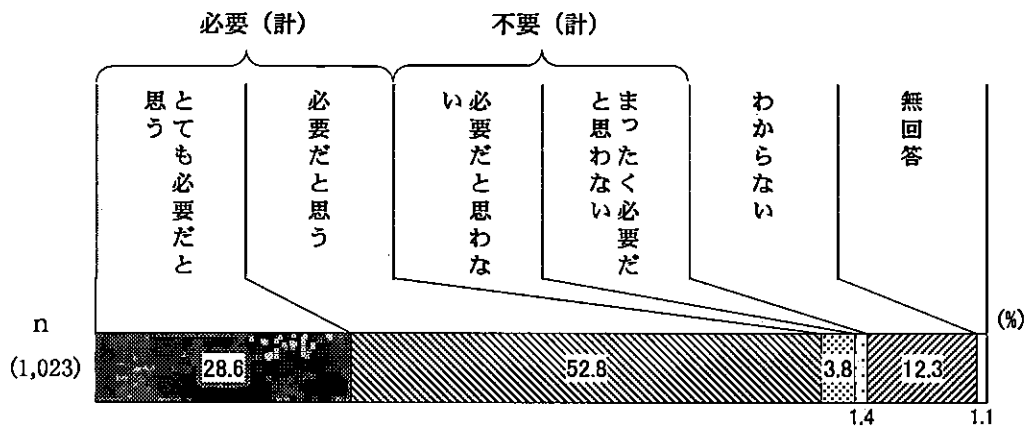 必要（計） 不要（計）
とても必要だと
思う
必要だと思う
必要だと思わな
い
まったく必要だ
と思わない
わからない
無回答
n
(%)
(1,023) 28.6 52.8 3.8 12.3
1.4 1.1